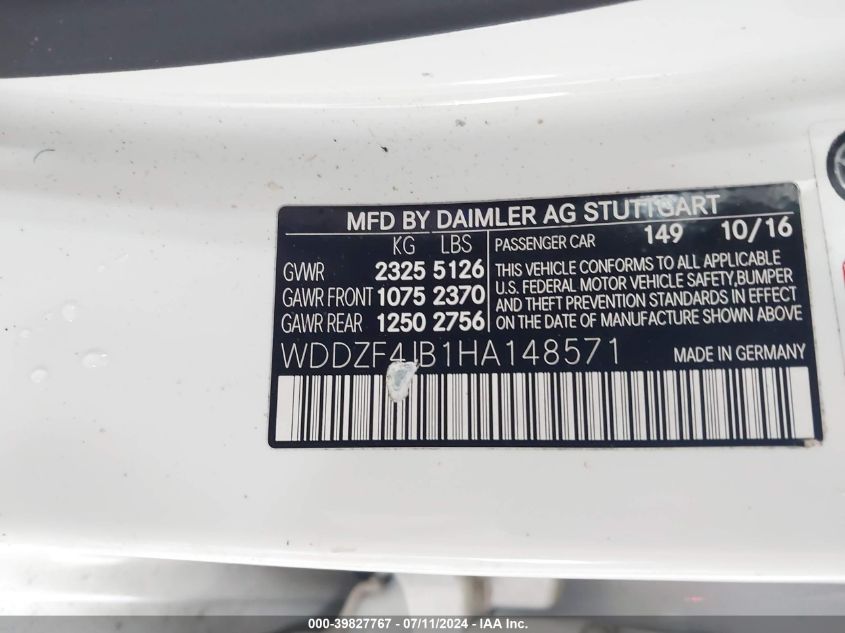 MFD BY DAIMLER AG STUTTGART
KG LBS
GVWR 2325 5126
GAWR FRONT 1075 2370
GAWR REAR 1250 2756
PASSENGER CAR 149 10/16
THIS VEHICLE CONFORMS TO ALL APPLICABLE
U.S. FEDERAL MOTOR VEHICLE SAFETY, BUMPER
AND THEFT PREVENTION STANDARDS IN EFFECT
ON THE DATE OF MANUFACTURE SHOWN ABOVE
WDDZF4JB1HA148571
MADE IN GERMANY
000-39827767 - 07/11/2024 - IAA Inc.